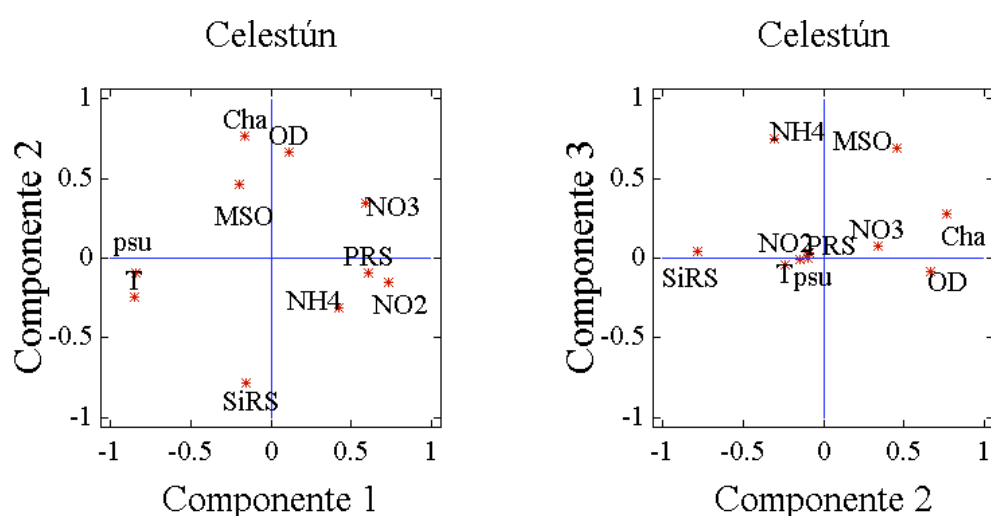 Celestún
1
Cha
OD
0.5
MSO
NO3
psu
PRS
0
T
NH4
NO2
-0.5
SiRS
-1
-1 -0.5 0 0.5 1
Componente 2
Componente 1
Celestún
1
NH4
MSO
0.5
NO3
Cha
NO2
PRS
0
SiRS
T
psu
OD
-0.5
-1
-1 -0.5 0 0.5 1
Componente 3
Componente 2